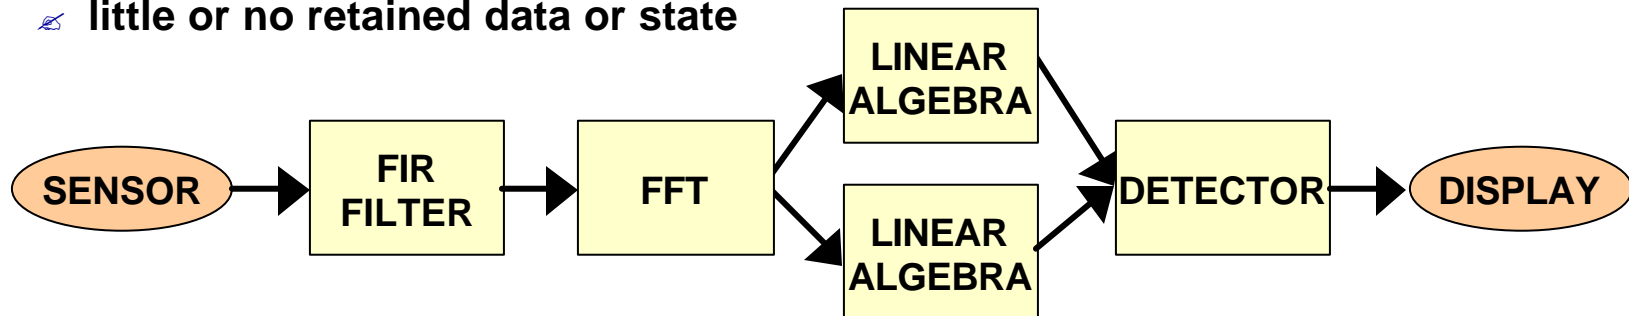 little or no retained data or state
SENSOR
FIR
FILTER
FFT
LINEAR
ALGEBRA
LINEAR
ALGEBRA
DETECTOR
DISPLAY